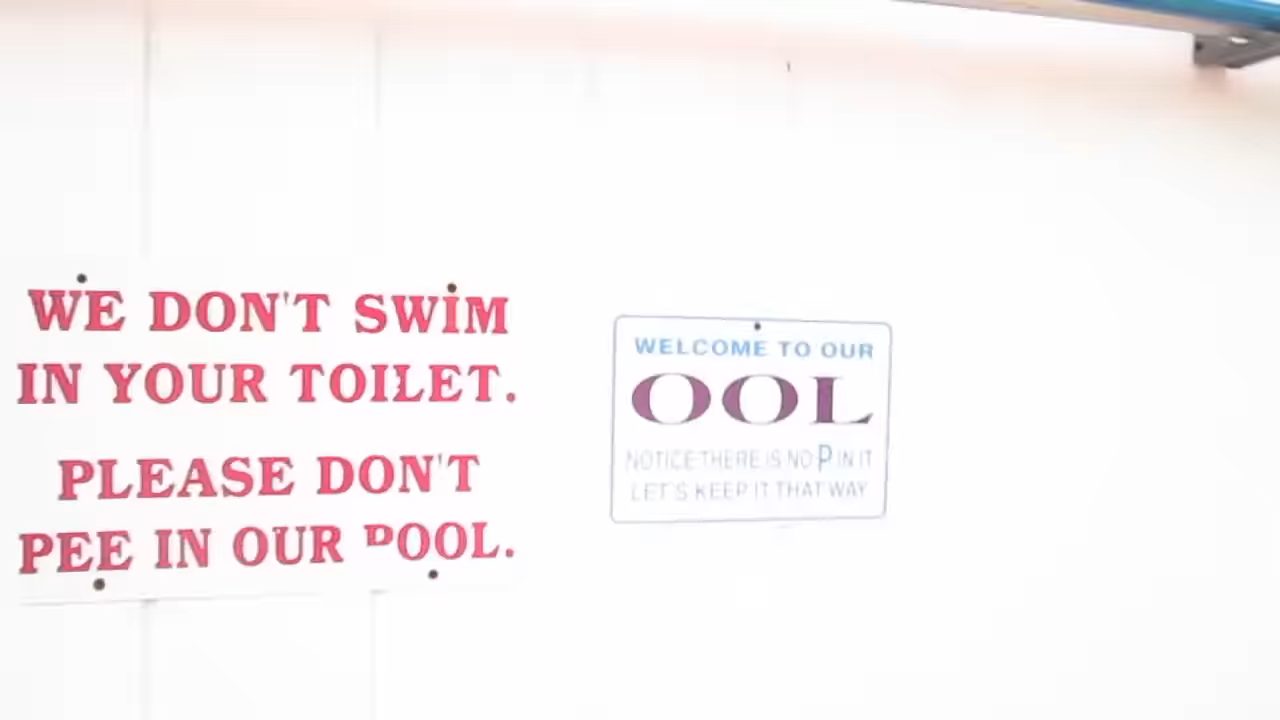 WE DON'T SWIM
IN YOUR TOILET.
PLEASE DON'T
PEE IN OUR POOL.
WELCOME TO OUR
OOL
NOTICE THERE IS NO P IN IT
LET'S KEEP IT THAT WAY